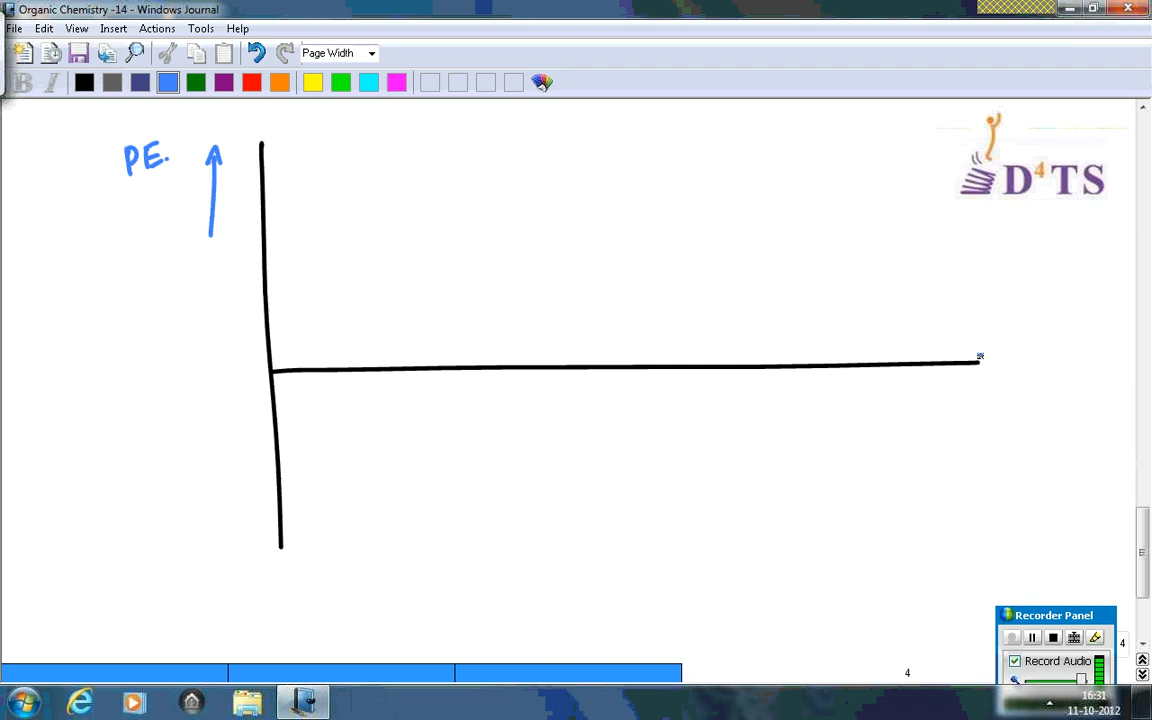 Organic Chemistry -14 - Windows Journal
File Edit View Insert Actions Tools Help
Page Width
B I
PE.
D4TS
Recorder Panel
4
Record Audio
4
16:31
11-10-2012